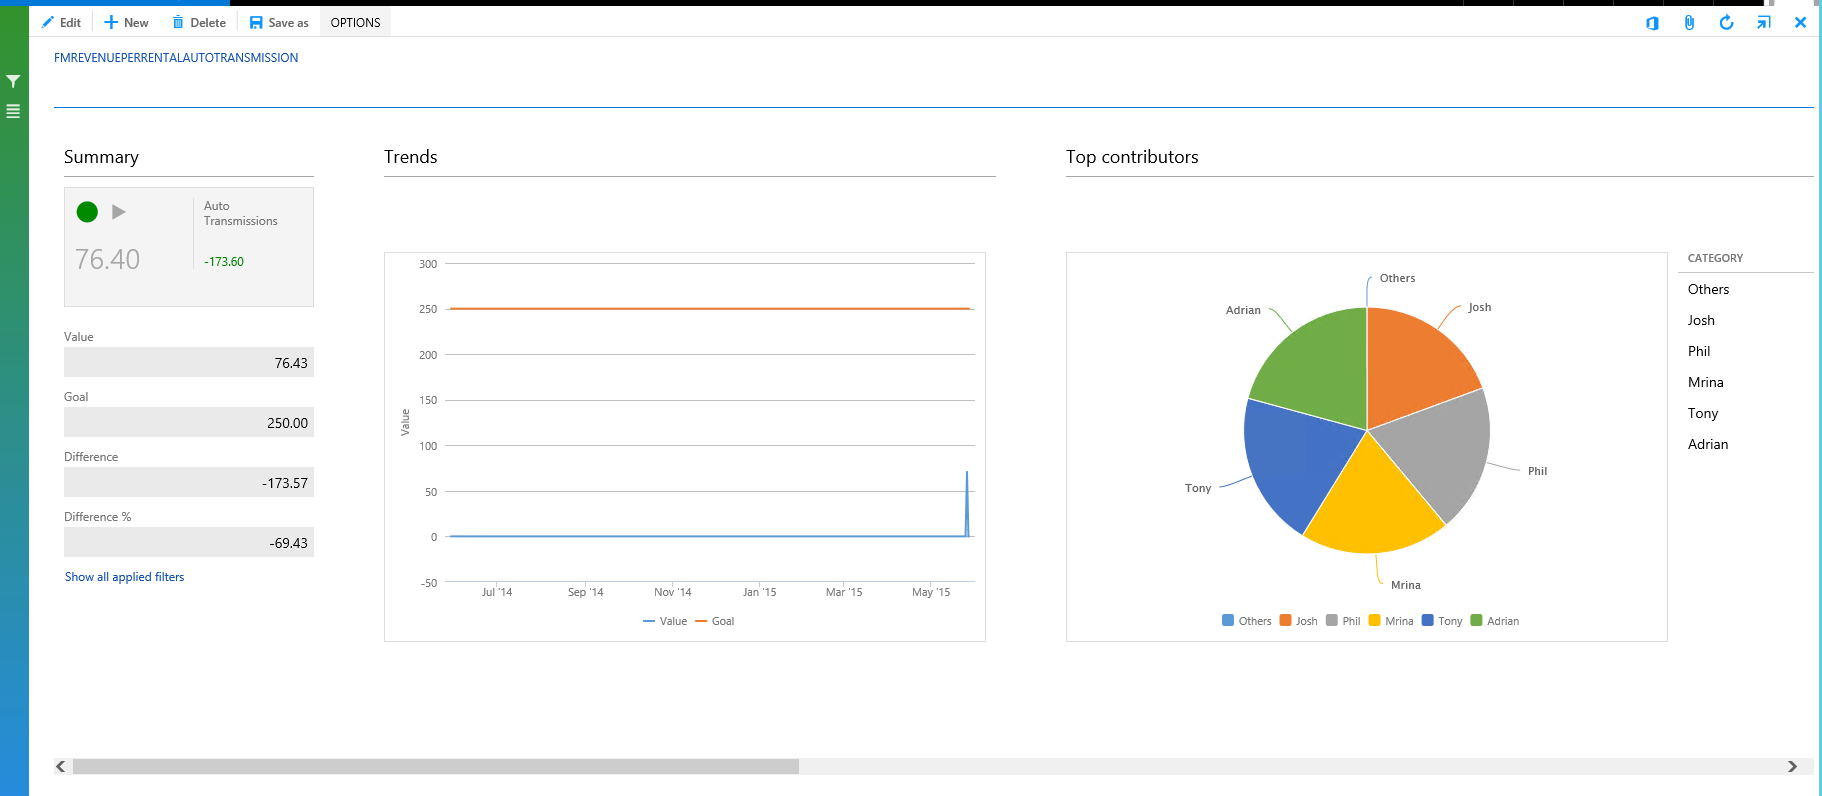 Edit New Delete Save as OPTIONS
FMREVENUEPERRENTALAUTOTRANSMISSION
Summary
Auto
Transmissions
76.40
-173.60
Value
76.43
Goal
250.00
Difference
-173.57
Difference %
-69.43
Show all applied filters
Trends
300
250
200
150
100
50
0
-50
Value
Jul '14 Sep '14 Nov '14 Jan '15 Mar '15 May '15
Value Goal
Top contributors
Others
Josh
Adrian
Phil
Tony
Mrina
Others Josh Phil Mrina Tony Adrian
CATEGORY
Others
Josh
Phil
Mrina
Tony
Adrian